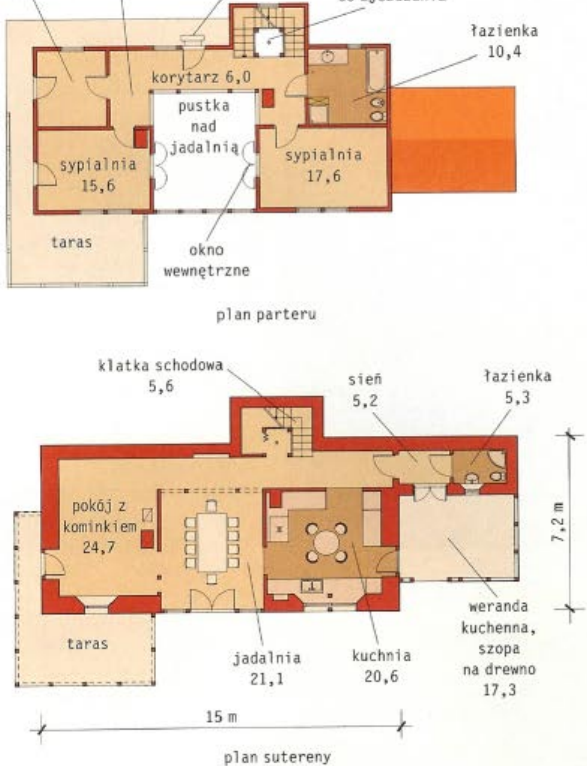 łazienka
10,4
korytarz 6,0
pustka
nad
jadalnią
sypialnia
15,6
sypialnia
17,6
taras
okno
wewnętrzne
plan parteru
klatka schodowa
5,6
sień
5,2
łazienka
5,3
pokój z
kominkiem
24,7
7,2 m
taras
jadalnia
21,1
kuchnia
20,6
weranda
kuchenna,
szopa
na drewno
17,3
15 m
plan sutereny